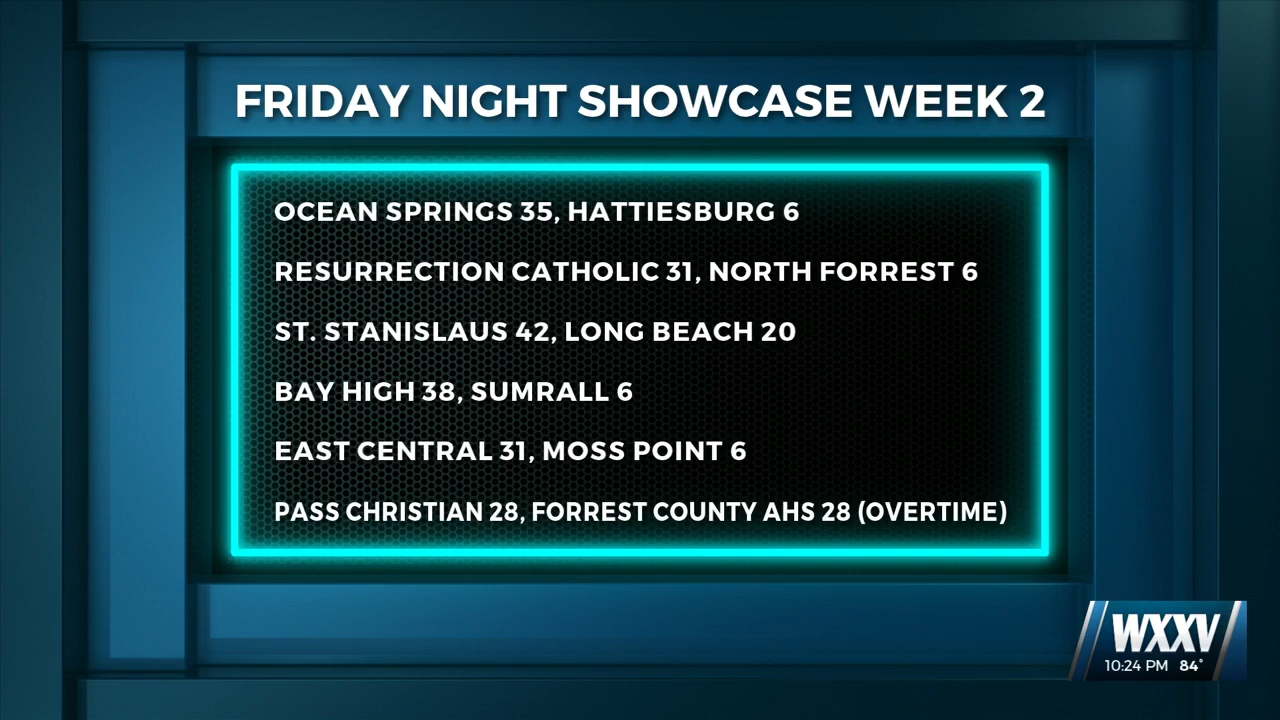 FRIDAY NIGHT SHOWCASE WEEK 2
OCEAN SPRINGS 35, HATTIESBURG 6
RESURRECTION CATHOLIC 31, NORTH FORREST 6
ST. STANISLAUS 42, LONG BEACH 20
BAY HIGH 38, SUMRALL 6
EAST CENTRAL 31, MOSS POINT 6
PASS CHRISTIAN 28, FORREST COUNTY AHS 28 (OVERTIME)
WXXV
10:24 PM 84°